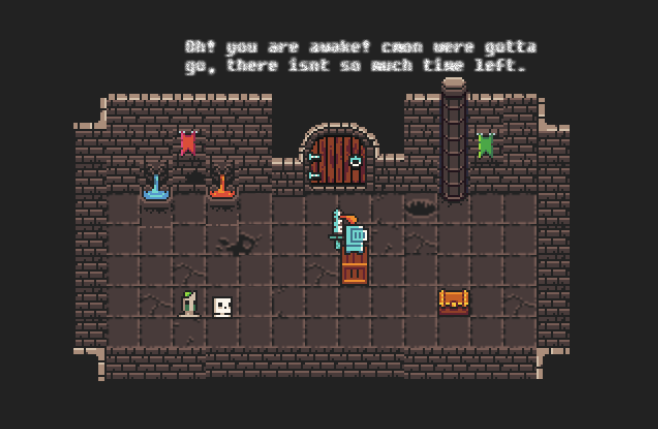 Oh! you are awake! cmon were gotta
go, there isnt so much time left.